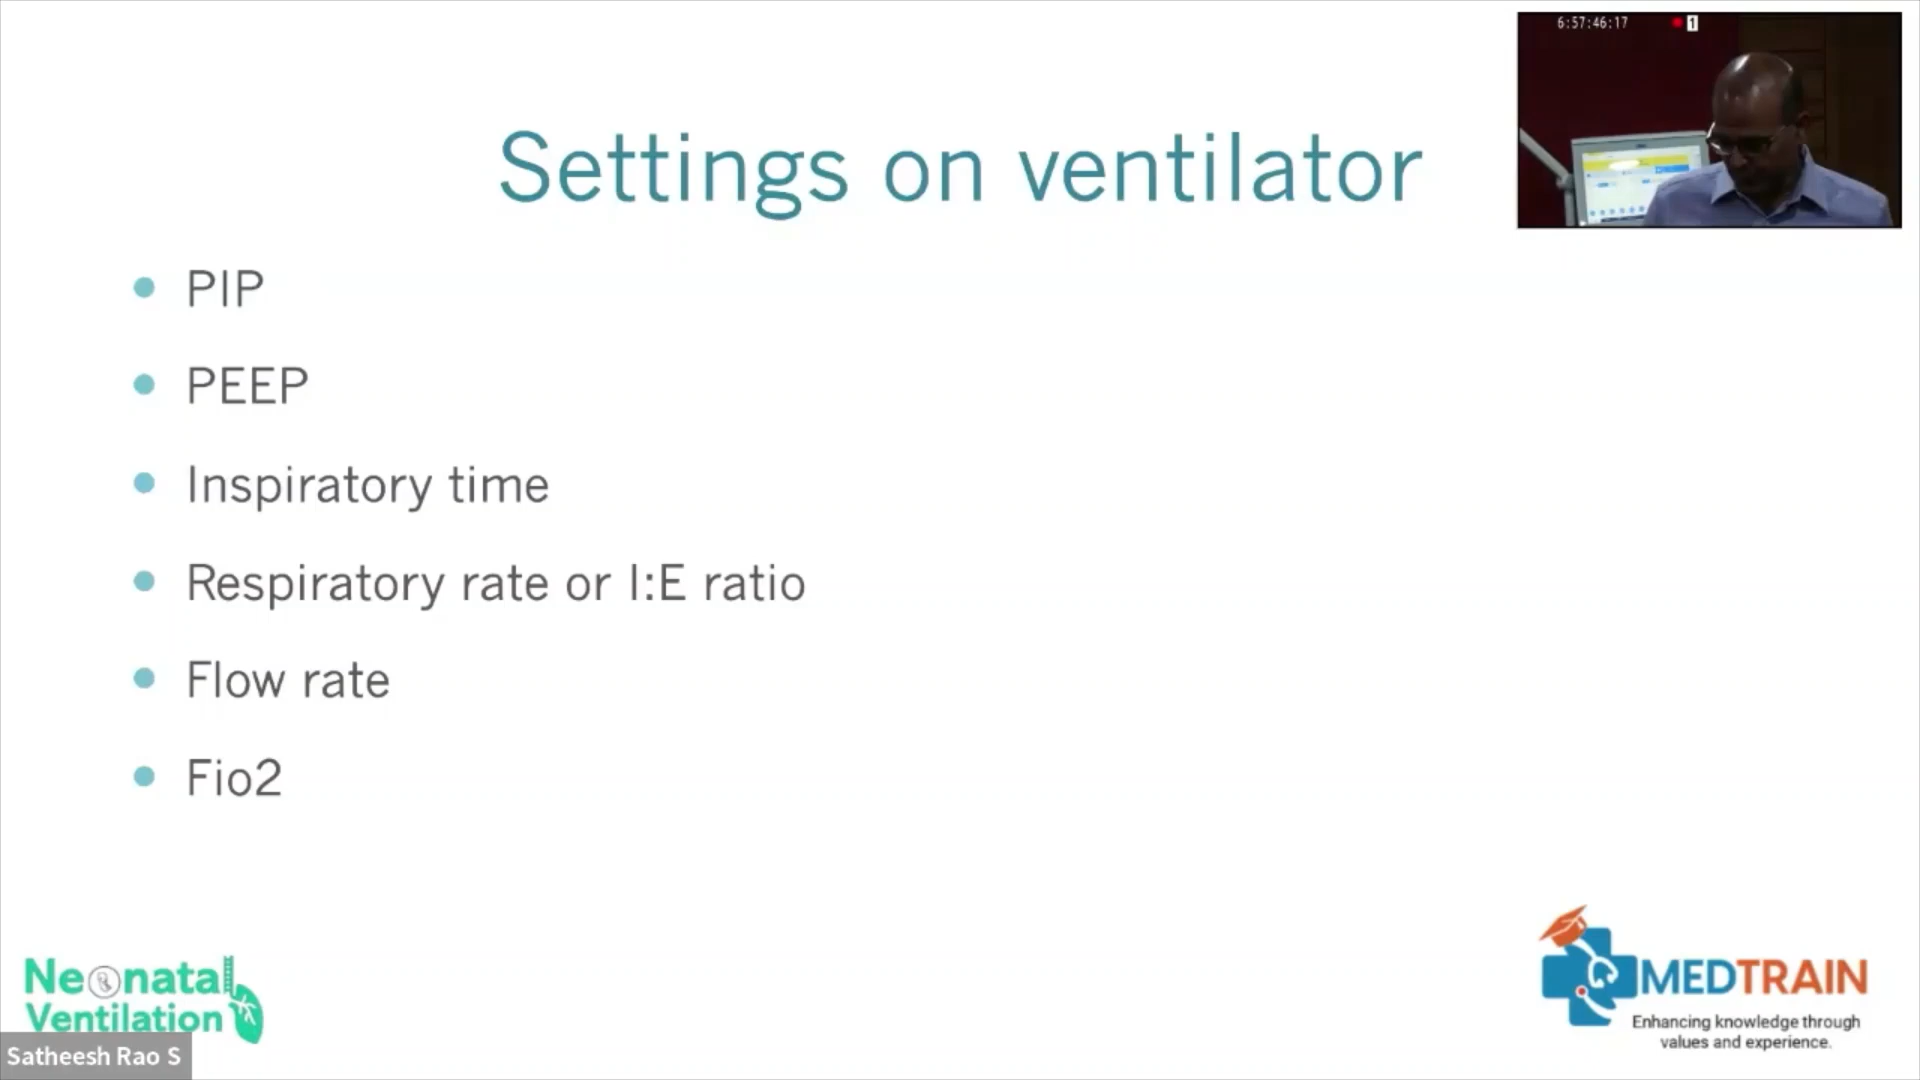 6:57:46:17 1
Settings on ventilator
PIP
PEEP
Inspiratory time
Respiratory rate or I:E ratio
Flow rate
Fio2
Neonatal
Ventilation
Satheesh Rao S
MEDTRAIN
Enhancing knowledge through
values and experience.